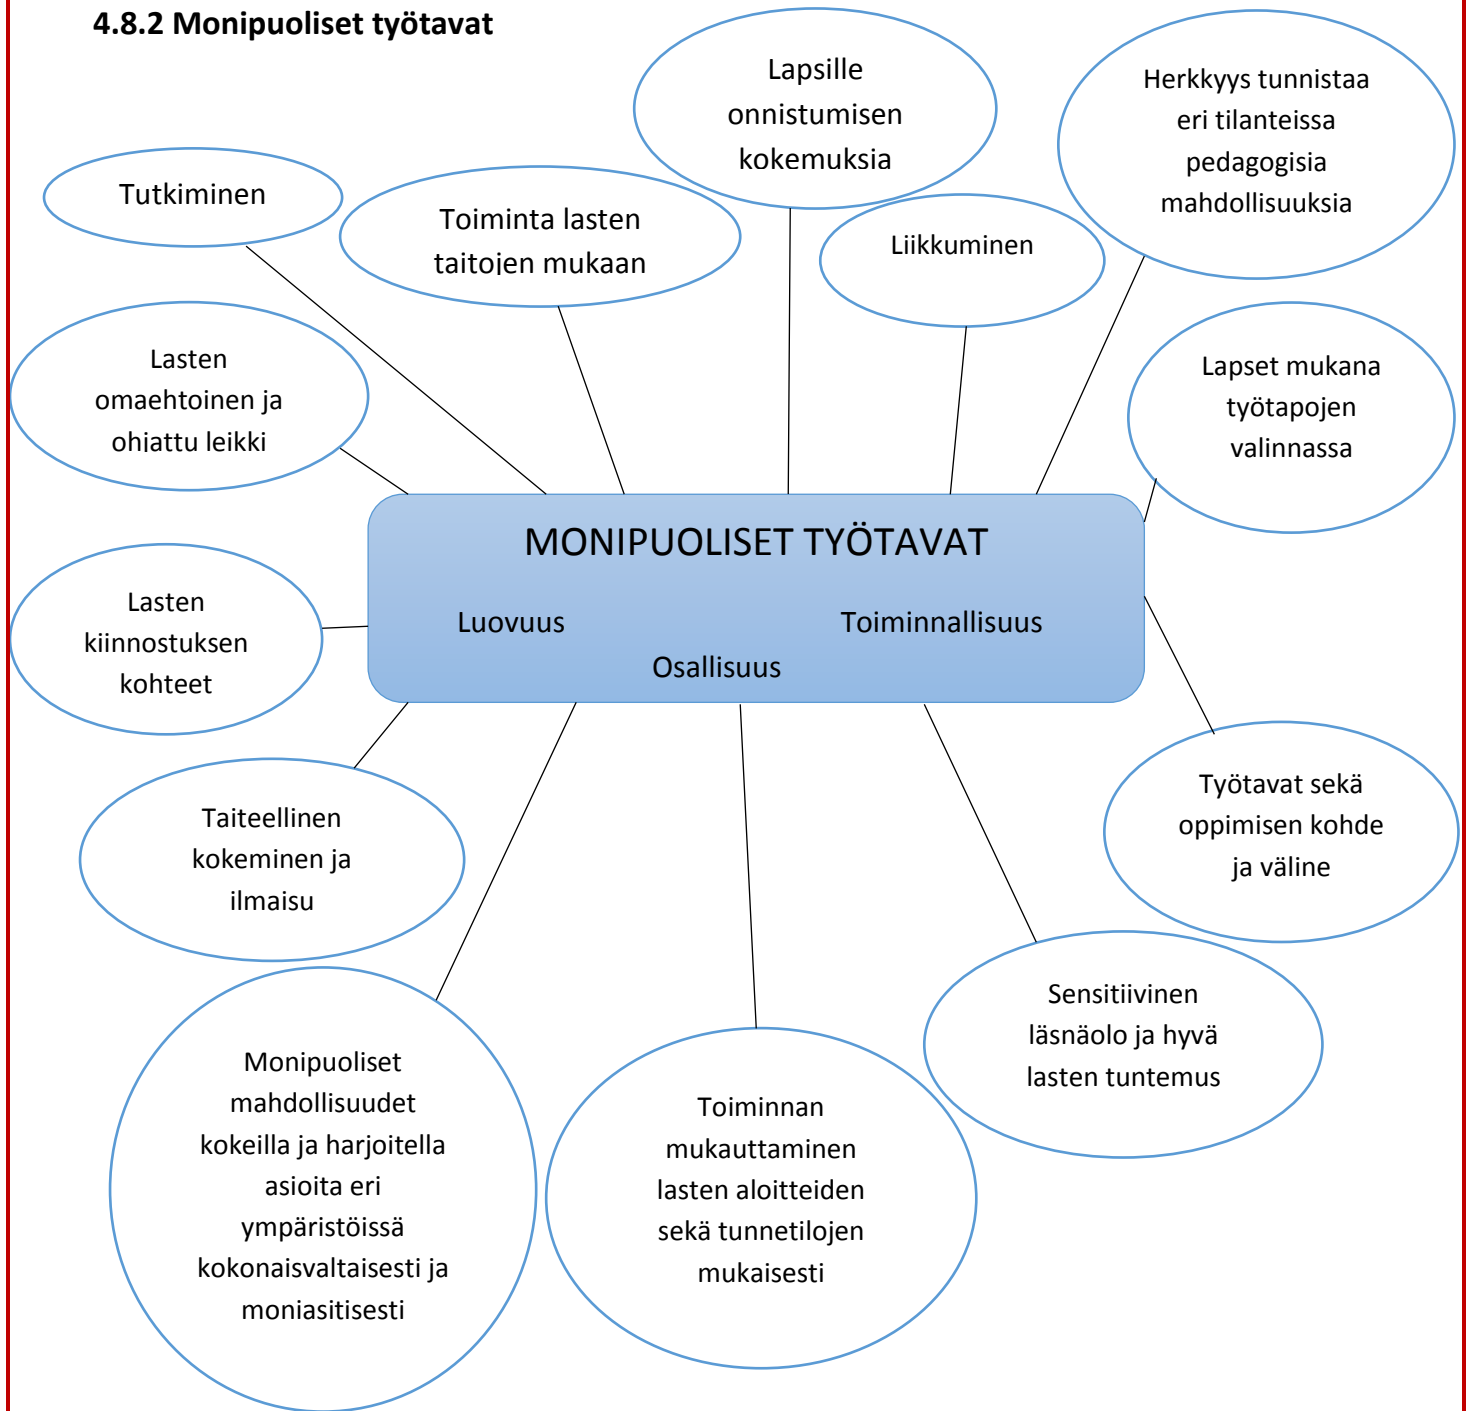 4.8.2 Monipuoliset työtavat
Lapsille
onnistumisen
kokemuksia
Herkkyys tunnistaa
eri tilanteissa
pedagogisia
mahdollisuuksia
Tutkiminen
Toiminta lasten
taitojen mukaan
Liikkuminen
Lasten
omaehtoinen ja
ohjattu leikki
Lapset mukana
työtapojen
valinnassa
MONIPUOLISET TYÖTAVAT
Luovuus
Toiminnallisuus
Osallisuus
Lasten
kiinnostuksen
kohteet
Taiteellinen
kokeminen ja
ilmaisu
Työtavat sekä
oppimisen kohde
ja väline
Sensitiivinen
läsnäolo ja hyvä
lasten tuntemus
Monipuoliset
mahdollisuudet
kokeilla ja harjoitella
asioita eri
ympäristöissä
kokonaisvaltaisesti ja
moniasitisesti
Toiminnan
mukauttaminen
lasten aloitteiden
sekä tunnetilojen
mukaisesti